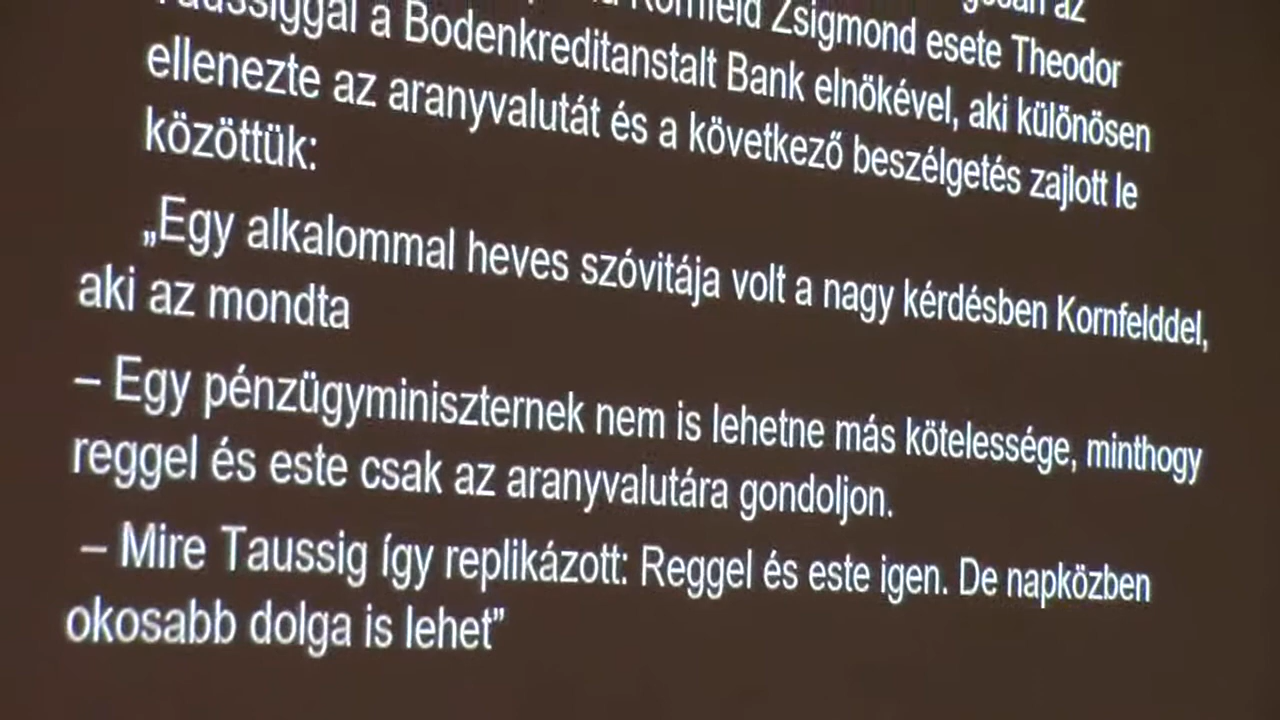 Kornfeld Zsigmond esete Theodor
Taussiggal a Bodenkreditanstalt Bank elnökével, aki különösen
ellenezte az aranyvalutát és a következő beszélgetés zajlott le
közöttük:
„Egy alkalommal heves szóvitája volt a nagy kérdésben Kornfelddel,
aki az mondta
– Egy pénzügyminiszternek nem is lehetne más kötelessége, minthogy
reggel és este csak az aranyvalutára gondoljon.
– Mire Taussig így replikázott: Reggel és este igen. De napközben
okosabb dolga is lehet”